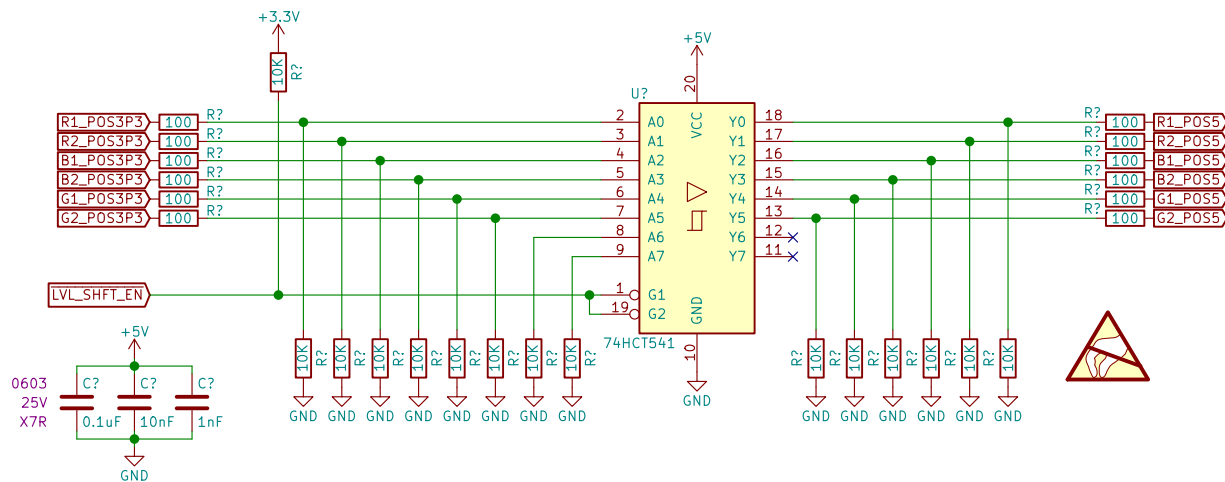 +3.3V
10K R?
+5V
20
U?
VCC
R1_POS3P3 100 R? 2 A0 Y0 18 R? 100 R1_POS5
R2_POS3P3 100 R? 3 A1 Y1 17 R? 100 R2_POS5
B1_POS3P3 100 R? 4 A2 Y2 16 R? 100 B1_POS5
B2_POS3P3 100 R? 5 A3 Y3 15 R? 100 B2_POS5
G1_POS3P3 100 R? 6 A4 Y4 14 R? 100 G1_POS5
G2_POS3P3 100 R? 7 A5 Y5 13 R? 100 G2_POS5
8 A6 Y6 12
9 A7 Y7 11
LVL_SHFT_EN 1 G1
19 G2
GND
74HCT541
10
GND
10K R? 10K R? 10K R? 10K R? 10K R? 10K R? 10K R? 10K R? R? 10K R? 10K R? 10K R? 10K R? 10K R? 10K
GND GND GND GND GND GND GND GND GND GND GND GND GND GND
+5V
0603 C? C? C?
25V
X7R 0.1uF 10nF 1nF
GND